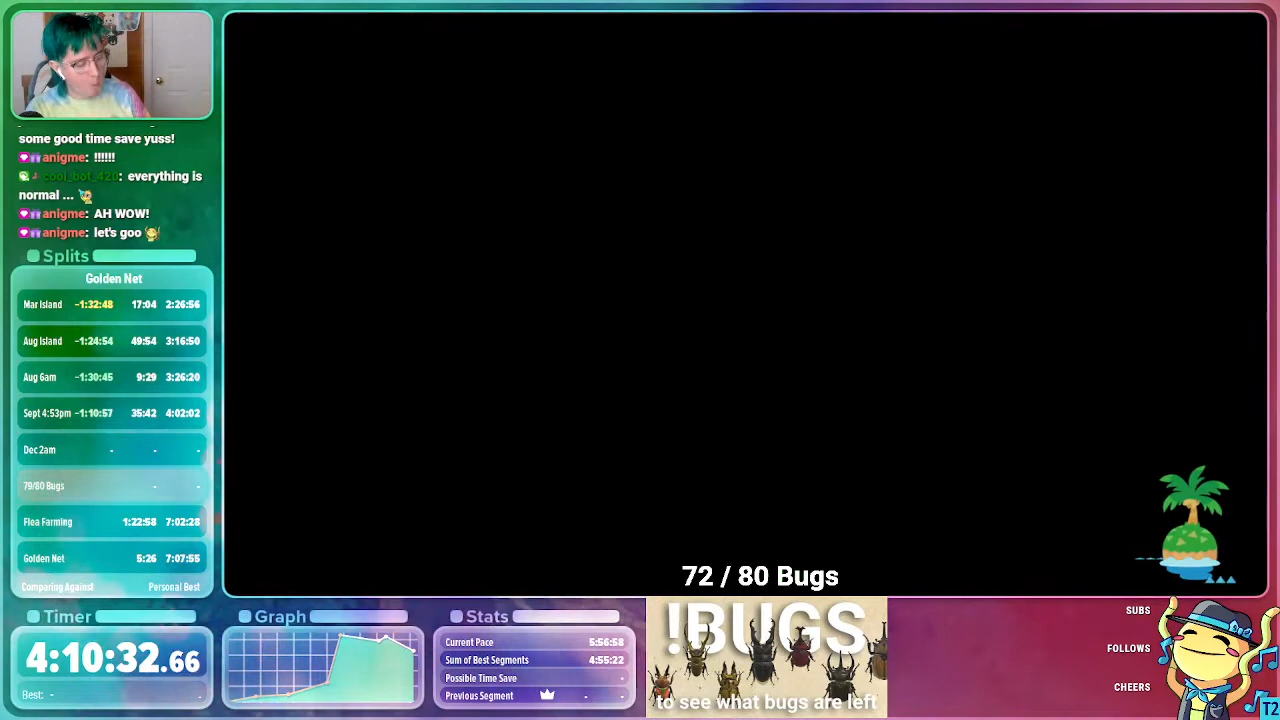 some good time save yuss!
anigme: !!!!!!
cool_bot_420: everything is
normal ...
anigme: AH WOW!
anigme: let's goo
Splits
Golden Net
Mar Island -1:32:48 17:04 2:26:56
Aug Island -1:24:54 49:54 3:16:50
Aug 6am -1:30:45 9:29 3:26:20
Sept 4:53pm -1:10:57 35:42 4:02:02
Dec 2am - - -
79/80 Bugs - -
Flea Farming 1:22:58 7:02:28
Golden Net 5:26 7:07:55
Comparing Against Personal Best
72 / 80 Bugs
Timer
4:10:32.66
Best: - -
Graph
Stats
Current Pace 5:56:58
Sum of Best Segments 4:55:22
Possible Time Save -
Previous Segment - -
!BUGS
to see what bugs are left
SUBS
FOLLOWS
CHEERS
T2